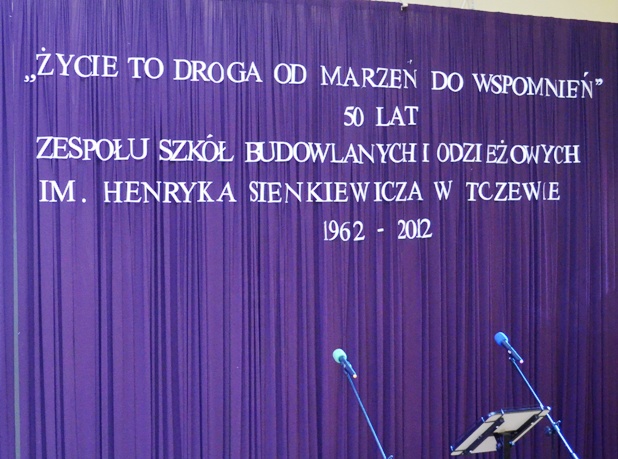 „ŻYCIE TO DROGA OD MARZEŃ DO WSPOMNIEŃ”
50 LAT
ZESPOŁU SZKÓŁ BUDOWLANYCH I ODZIEŻOWYCH
IM. HENRYKA SIENKIEWICZA W TCZEWIE
1962 - 2012